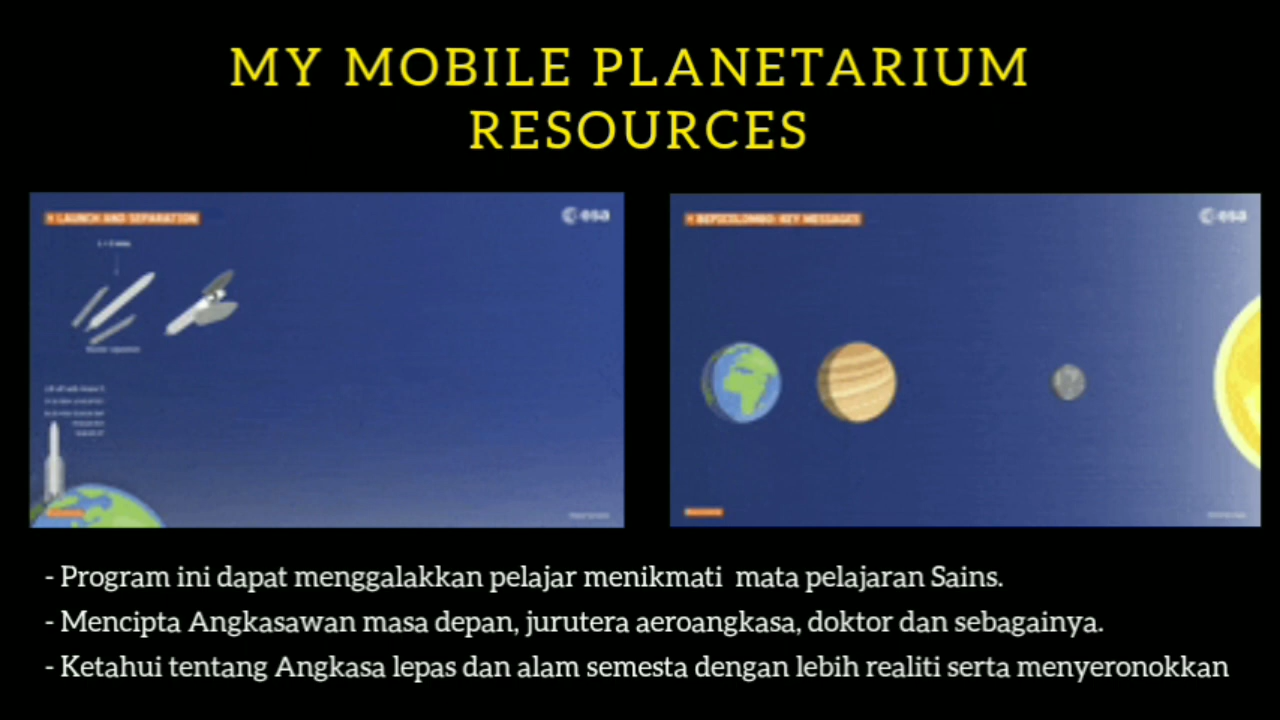 MY MOBILE PLANETARIUM
RESOURCES
LAUNCH AND SEPARATION
esa
BEPICOLOMBO: KEY MESSAGES
esa
- Program ini dapat menggalakkan pelajar menikmati  mata pelajaran Sains.
- Mencipta Angkasawan masa depan, jurutera aeroangkasa, doktor dan sebagainya.
- Ketahui tentang Angkasa lepas dan alam semesta dengan lebih realiti serta menyeronokkan